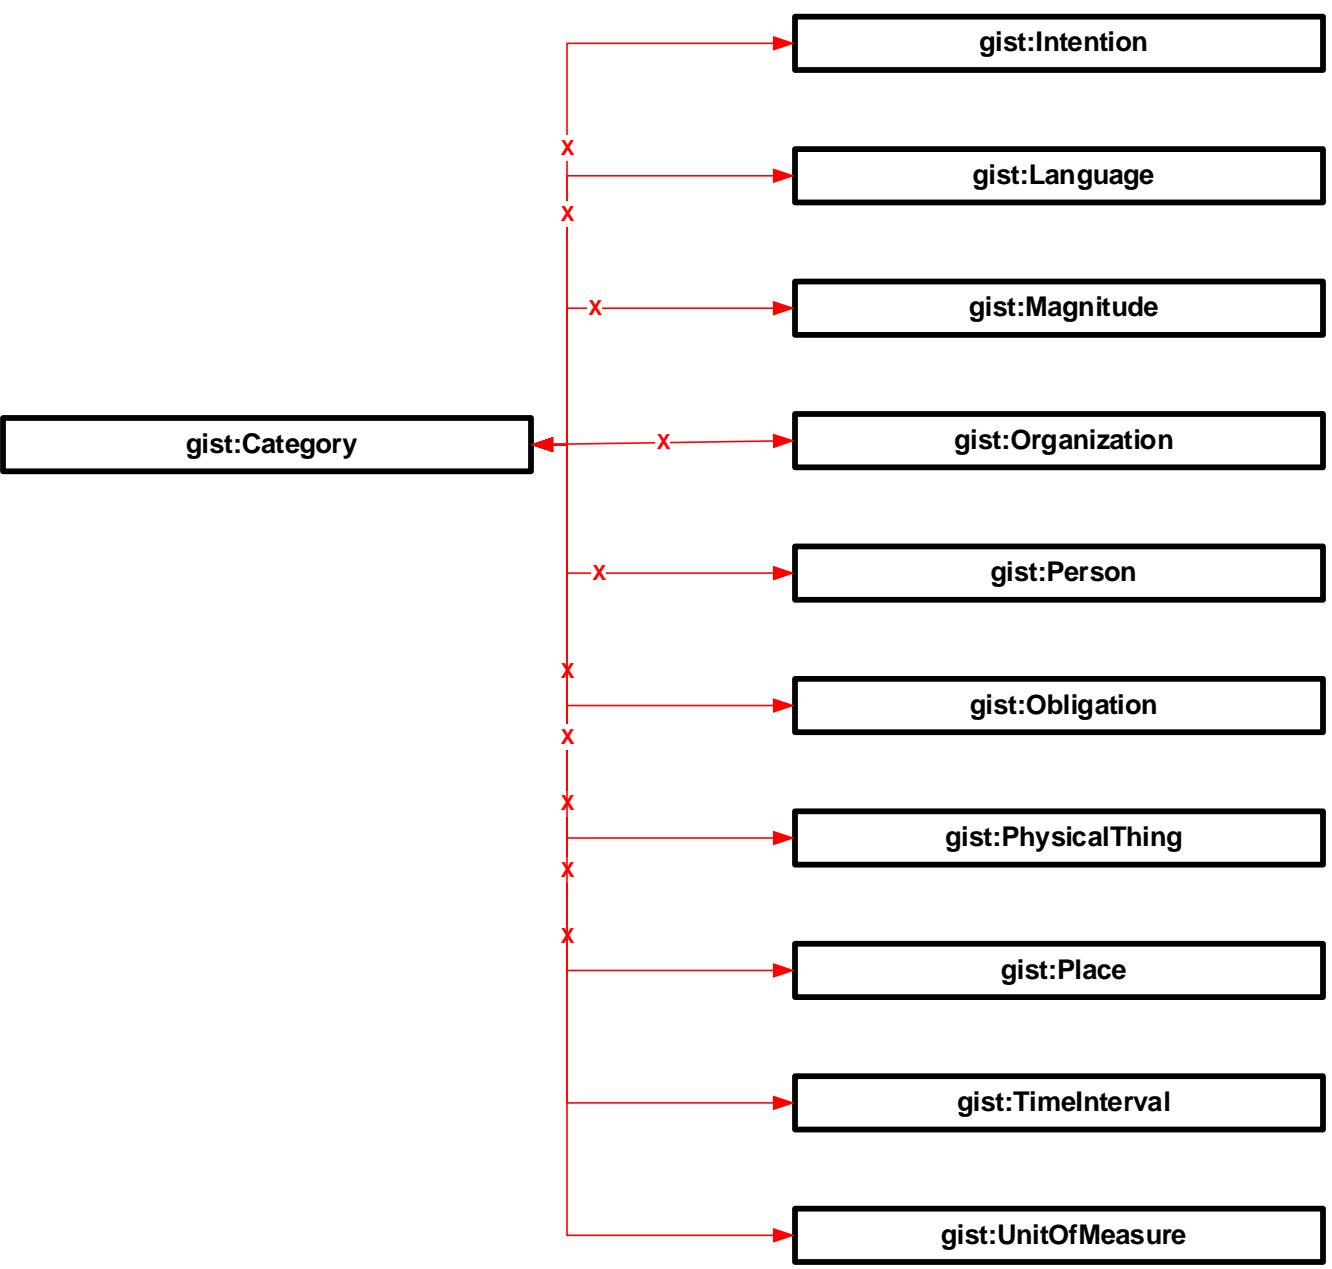 gist:Intention
X
gist:Language
X
gist:Magnitude
X
gist:Category
X
gist:Organization
X
gist:Person
X
gist:Obligation
X
X
gist:PhysicalThing
X
X
gist:Place
gist:TimeInterval
gist:UnitOfMeasure